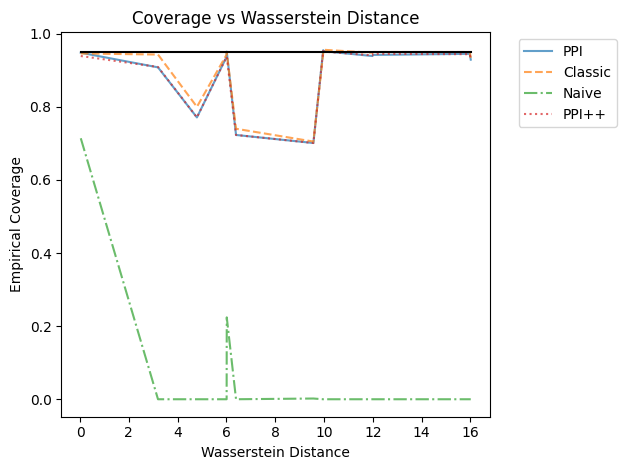 Coverage vs Wasserstein Distance
PPI
Classic
Naive
PPI++
1.0
0.8
0.6
0.4
0.2
0.0
Empirical Coverage
0 2 4 6 8 10 12 14 16
Wasserstein Distance